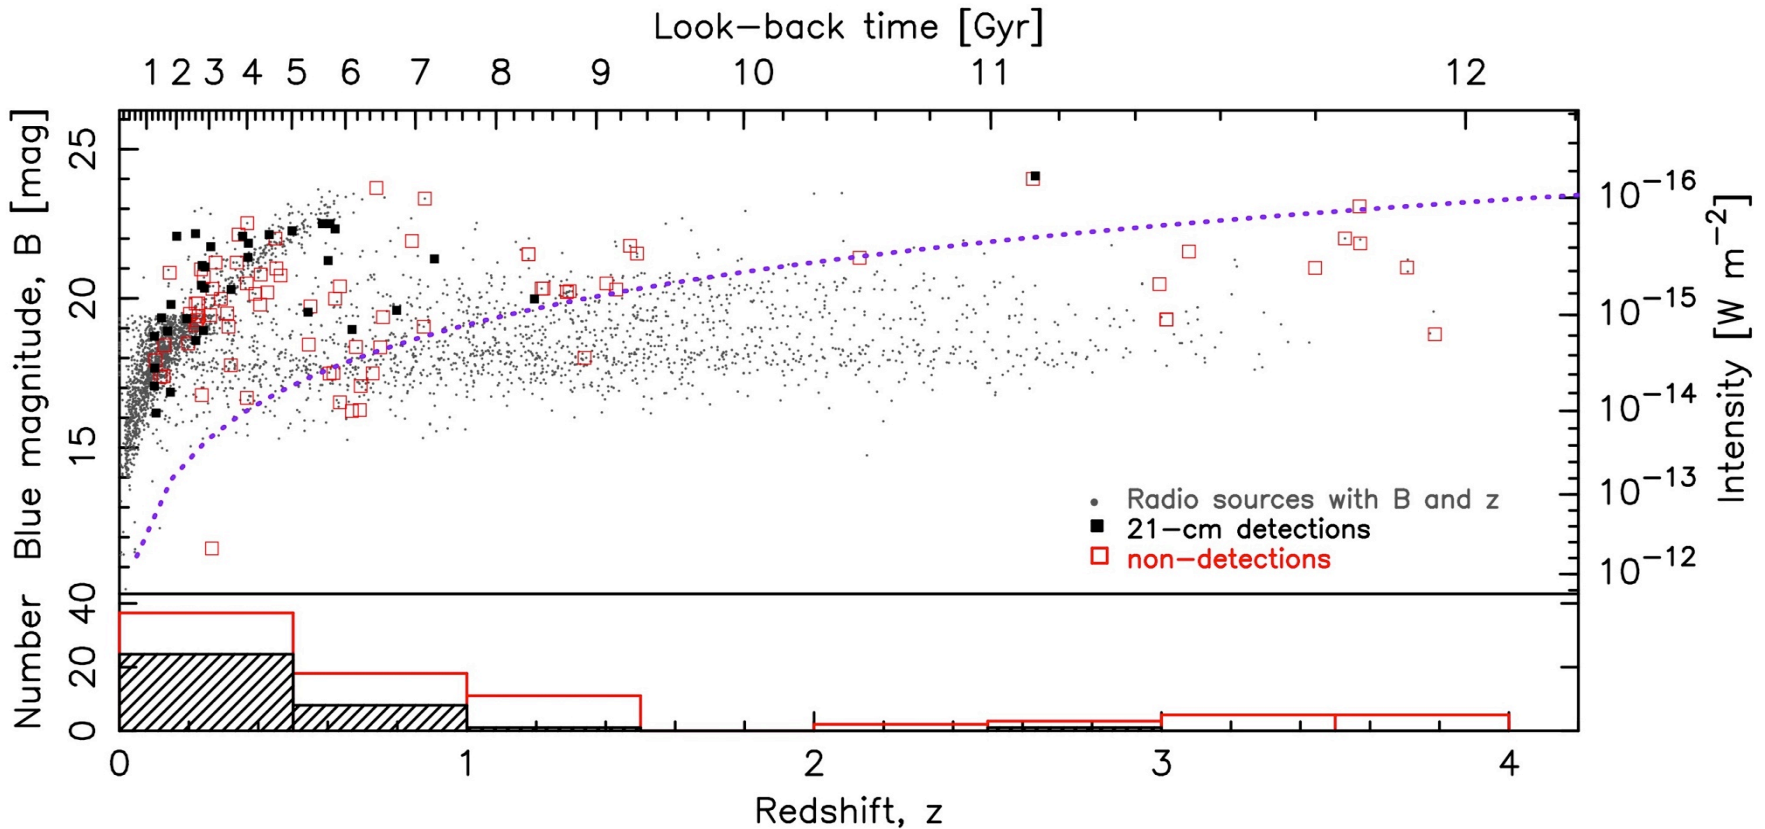 Look-back time [Gyr]
1 2 3 4 5 6 7 8 9 10 11 12
Blue magnitude, B [mag]
25
20
15
10^-16
10^-15
10^-14
10^-13
10^-12
Intensity [W m^-2]
Radio sources with B and z
21-cm detections
non-detections
Number
40
20
0
0 1 2 3 4
Redshift, z